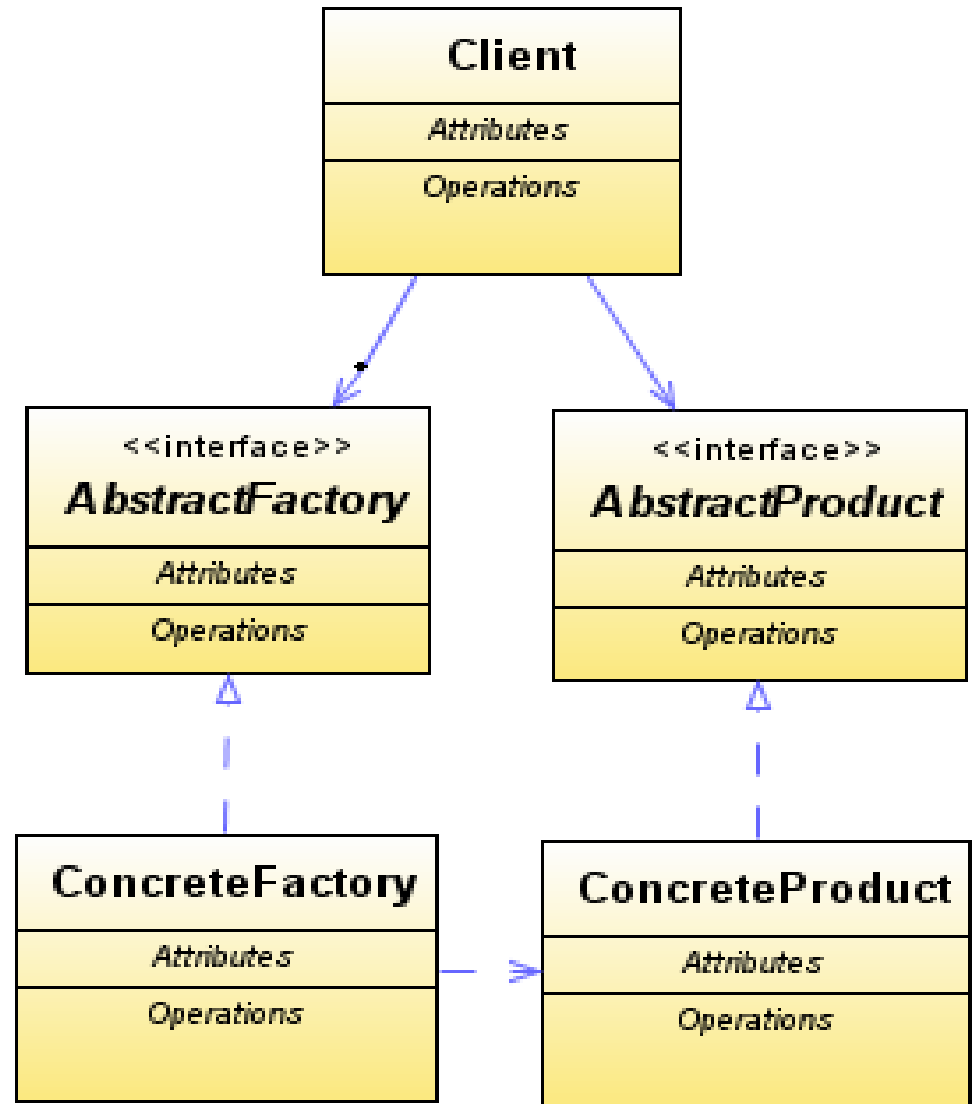 Client
Attributes
Operations
<<interface>>
AbstractFactory
Attributes
Operations
<<interface>>
AbstractProduct
Attributes
Operations
ConcreteFactory
Attributes
Operations
ConcreteProduct
Attributes
Operations